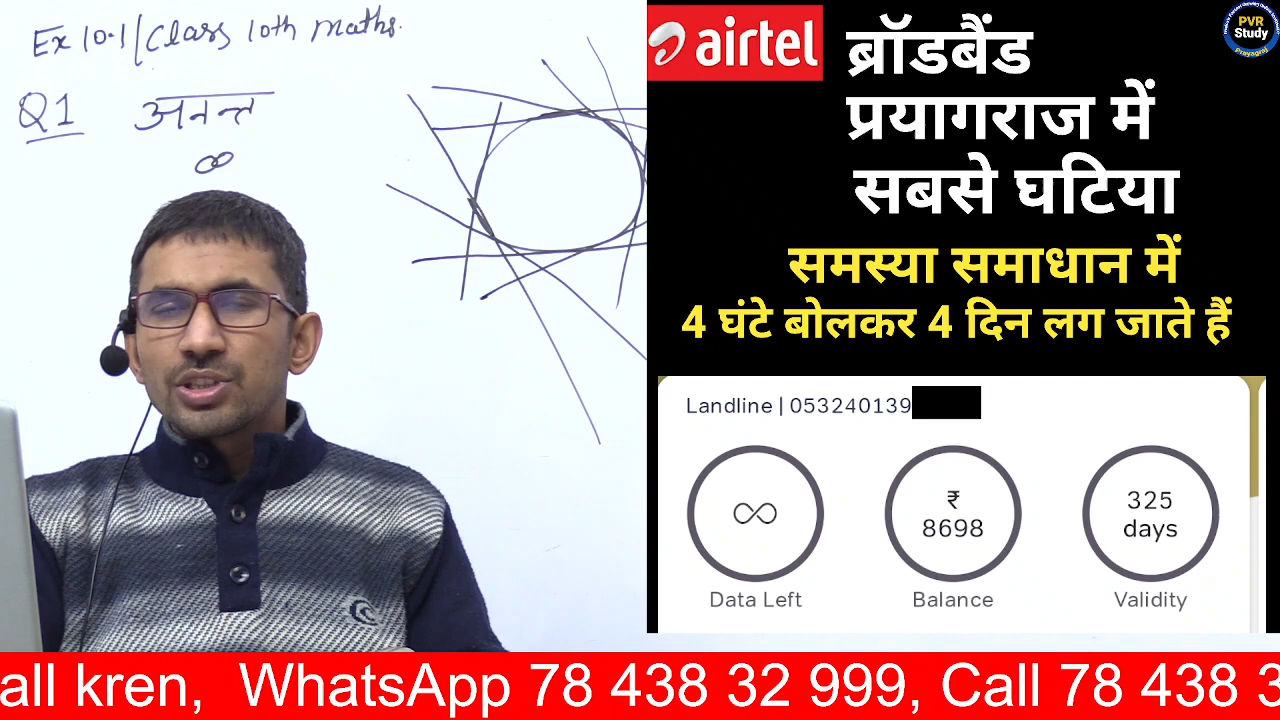 Ex 10.1 / Class 10th Maths.
Q1 अनन्त
∞
airtel
ब्रॉडबैंड
प्रयागराज में
सबसे घटिया
समस्या समाधान में
4 घंटे बोलकर 4 दिन लग जाते हैं
PVR
Study
Prayagraj
Landline | 053240139
∞ ₹ 325
8698 days
Data Left Balance Validity
all kren, WhatsApp 78 438 32 999, Call 78 438 3